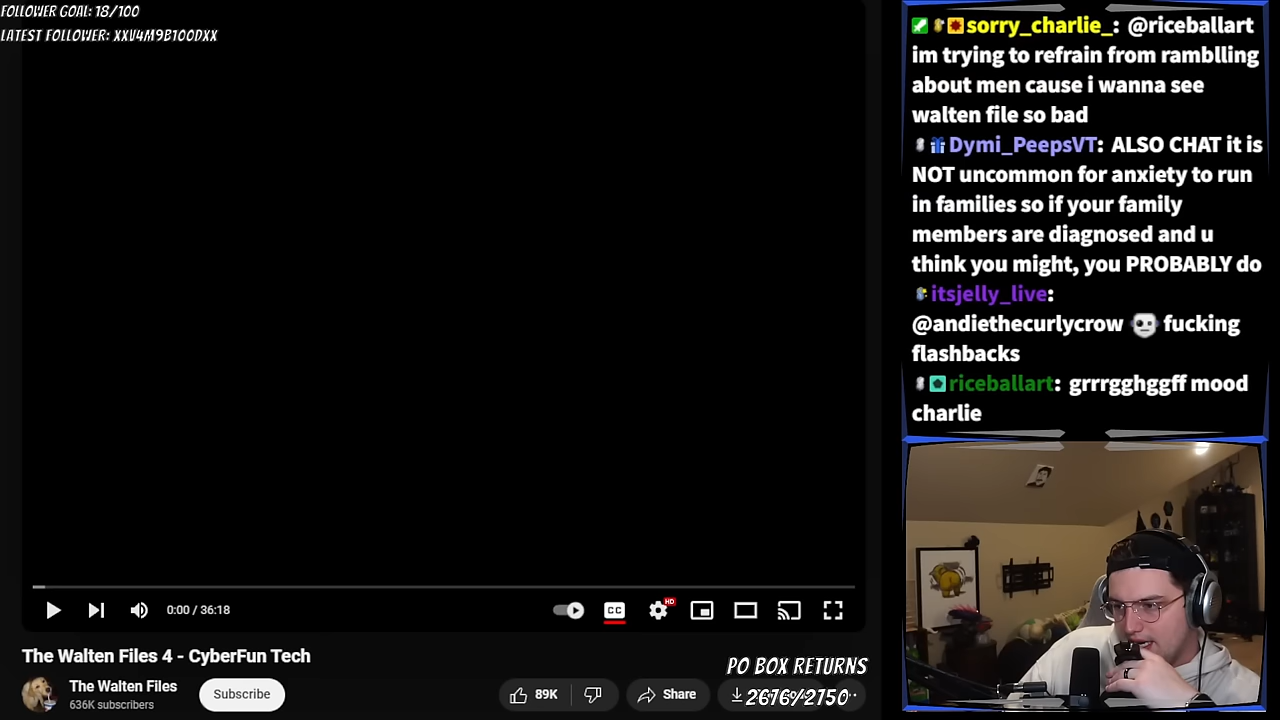 FOLLOWER GOAL: 18/100
LATEST FOLLOWER: XXV4M9B100DXX
sorry_charlie_: @riceballart
im trying to refrain from ramblling
about men cause i wanna see
walten file so bad
Dymi_PeepsVT: ALSO CHAT it is
NOT uncommon for anxiety to run
in families so if your family
members are diagnosed and u
think you might, you PROBABLY do
itsjelly_live:
@andiethecurlycrow fucking
flashbacks
riceballart: grrrgghggff mood
charlie
0:00 / 36:18
CC
HD
The Walten Files 4 - CyberFun Tech
The Walten Files
636K subscribers
Subscribe
89K
Share
PO BOX RETURNS
2676/2750